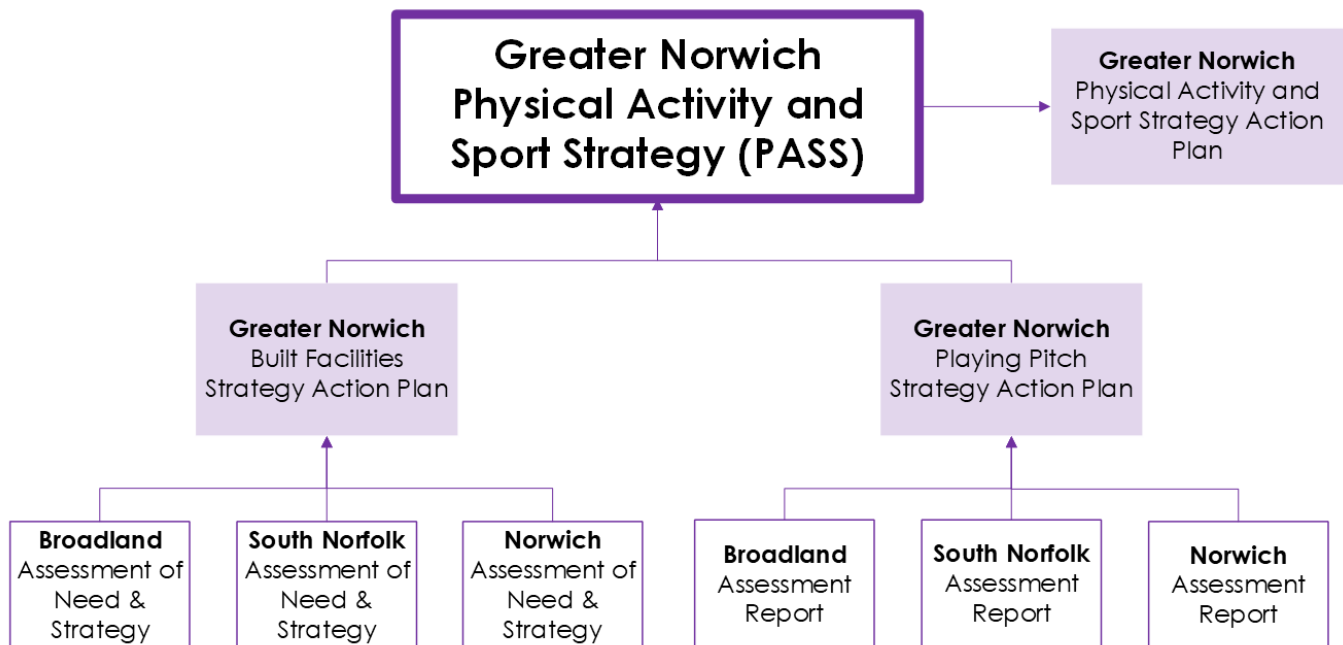 Greater Norwich
Physical Activity and
Sport Strategy (PASS)
Greater Norwich
Physical Activity and
Sport Strategy Action
Plan
Greater Norwich
Built Facilities
Strategy Action Plan
Greater Norwich
Playing Pitch
Strategy Action Plan
Broadland
Assessment of
Need &
Strategy
South Norfolk
Assessment of
Need &
Strategy
Norwich
Assessment of
Need &
Strategy
Broadland
Assessment
Report
South Norfolk
Assessment
Report
Norwich
Assessment
Report